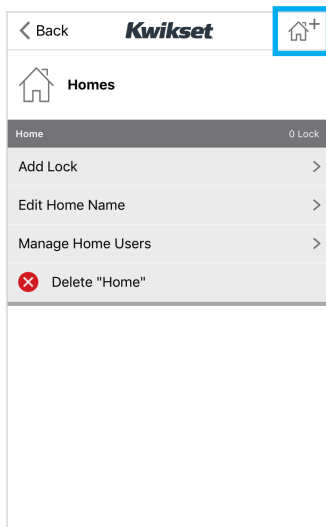 Back Kwikset
Homes
Home 0 Lock
Add Lock
Edit Home Name
Manage Home Users
Delete "Home"